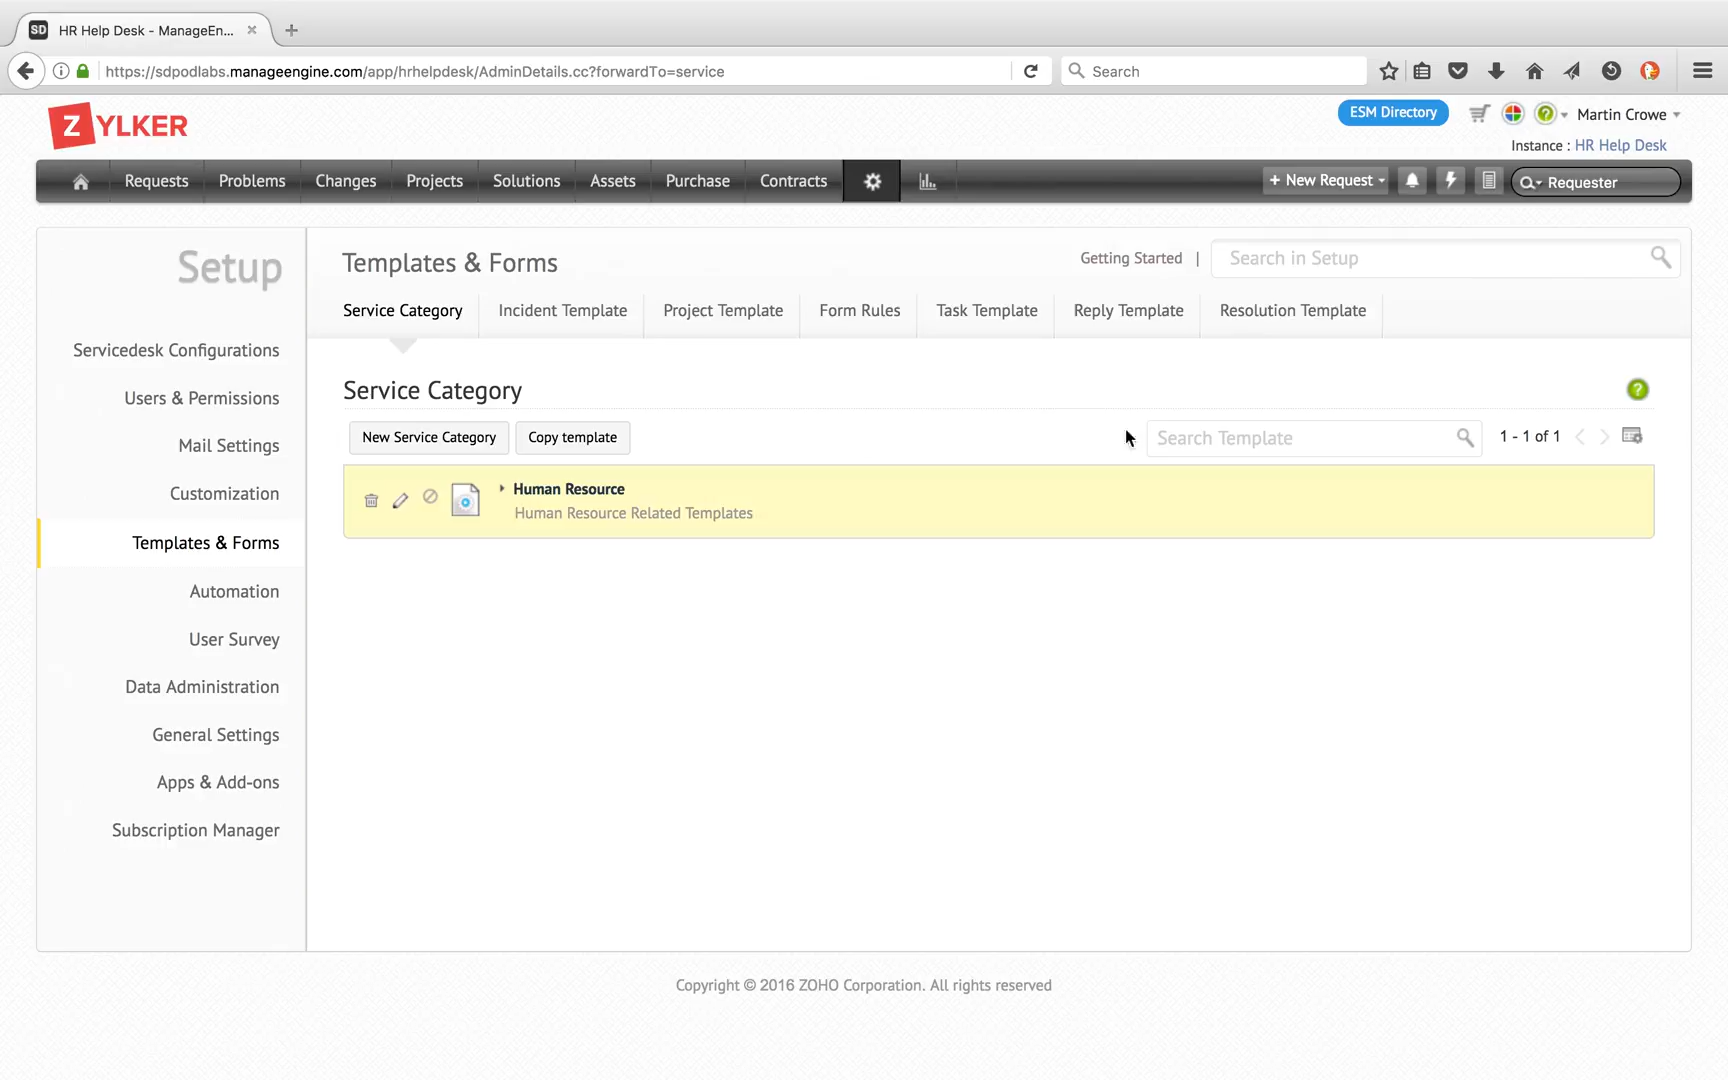 SD HR Help Desk - ManageEn...
https://sdpodlabs.manageengine.com/app/hrhelpdesk/AdminDetails.cc?forwardTo=service
Search
ZYLKER
ESM Directory
Martin Crowe
Instance : HR Help Desk
Requests Problems Changes Projects Solutions Assets Purchase Contracts
+ New Request
Requester
Setup
Servicedesk Configurations
Users & Permissions
Mail Settings
Customization
Templates & Forms
Automation
User Survey
Data Administration
General Settings
Apps & Add-ons
Subscription Manager
Templates & Forms
Getting Started |
Search in Setup
Service Category Incident Template Project Template Form Rules Task Template Reply Template Resolution Template
Service Category
New Service Category Copy template
Search Template
1 - 1 of 1
Human Resource
Human Resource Related Templates
Copyright © 2016 ZOHO Corporation. All rights reserved